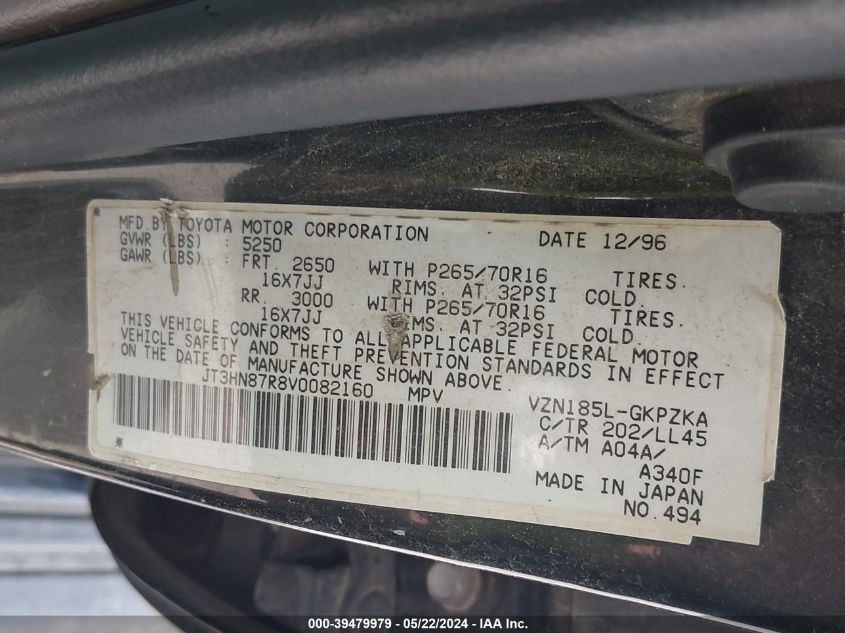 MFD.BY TOYOTA MOTOR CORPORATION DATE 12/96
GVWR (LBS) : 5250
GAWR (LBS) : FRT. 2650 WITH P265/70R16 TIRES.
16X7JJ RIMS. AT 32PSI COLD.
RR. 3000 WITH P265/70R16 TIRES.
16X7JJ RIMS. AT 32PSI COLD.
THIS VEHICLE CONFORMS TO ALL APPLICABLE FEDERAL MOTOR
VEHICLE SAFETY AND THEFT PREVENTION STANDARDS IN EFFECT
ON THE DATE OF MANUFACTURE SHOWN ABOVE.
JT3HN87R8V0082160 MPV
VZN185L-GKPZKA
C/TR 202/LL45
A/TM A04A/
A340F
MADE IN JAPAN
NO.494
000-39479979 - 05/22/2024 - IAA Inc.